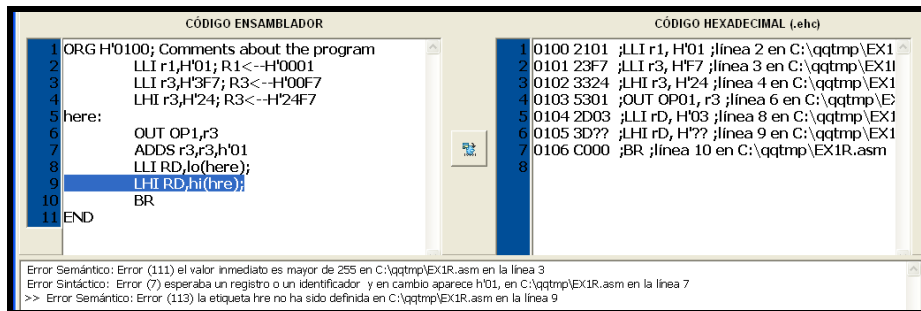 CÓDIGO ENSAMBLADOR
1 ORG H'0100; Comments about the program
2 LLI r1,H'01; R1<--H'0001
3 LLI r3,H'3F7; R3<--H'00F7
4 LHI r3,H'24; R3<--H'24F7
5 here:
6 OUT OP1,r3
7 ADDS r3,r3,h'01
8 LLI RD,lo(here);
9 LHI RD,hi(hre);
10 BR
11 END
CÓDIGO HEXADECIMAL (.ehc)
1 0100 2101 ;LLI r1, H'01 ;línea 2 en C:\qqtmp\EX1
2 0101 23F7 ;LLI r3, H'F7 ;línea 3 en C:\qqtmp\EX1
3 0102 3324 ;LHI r3, H'24 ;línea 4 en C:\qqtmp\EX1
4 0103 5301 ;OUT OP01, r3 ;línea 6 en C:\qqtmp\EX
5 0104 2D03 ;LLI rD, H'03 ;línea 8 en C:\qqtmp\EX1
6 0105 3D?? ;LHI rD, H'?? ;línea 9 en C:\qqtmp\EX1
7 0106 C000 ;BR ;línea 10 en C:\qqtmp\EX1R.asm
8
Error Semántico: Error (111) el valor inmediato es mayor de 255 en C:\qqtmp\EX1R.asm en la línea 3
Error Sintáctico: Error (7) esperaba un registro o un identificador y en cambio aparece h'01, en C:\qqtmp\EX1R.asm en la línea 7
>> Error Semántico: Error (113) la etiqueta hre no ha sido definida en C:\qqtmp\EX1R.asm en la línea 9